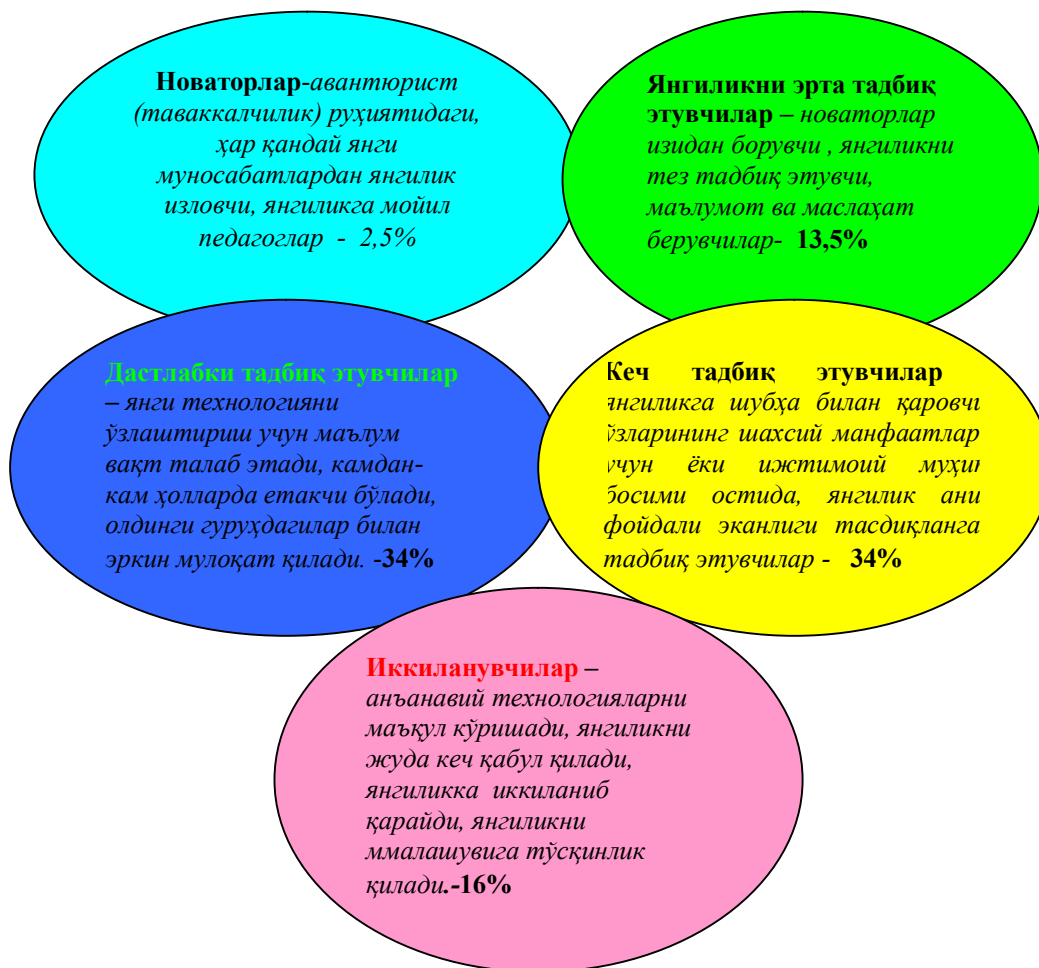 Новаторлар-авантюрист
(таваккалчилик) руҳиятидаги,
ҳар қандай янги
муносабатлардан янгилик
изловчи, янгиликга мойил
педагоглар - 2,5%
Янгиликни эрта тадбиқ
этувчилар – новаторлар
изидан борувчи , янгиликни
тез тадбиқ этувчи,
маълумот ва маслаҳат
берувчилар- 13,5%
Дастлабки тадбиқ этувчилар
– янги технологияни
ўзлаштириш учун маълум
вақт талаб этади, камдан-
кам ҳолларда етакчи бўлади,
олдинги гуруҳдагилар билан
эркин мулоқат қилади. -34%
Кеч тадбиқ этувчилар
янгиликга шубҳа билан қаровчи
ўзларининг шахсий манфаатлар
учун ёки ижтимоий
босими остида, янгилик ани
фойдали эканлиги тасдиқланга
тадбиқ этувчилар - 34%
Иккиланувчилар –
анъанавий технологияларни
маъқул кўришади, янгиликни
жуда кеч қабул қилади,
янгиликка иккиланиб
қарайди, янгиликни
ммалашувига тўсқинлик
қилади.-16%